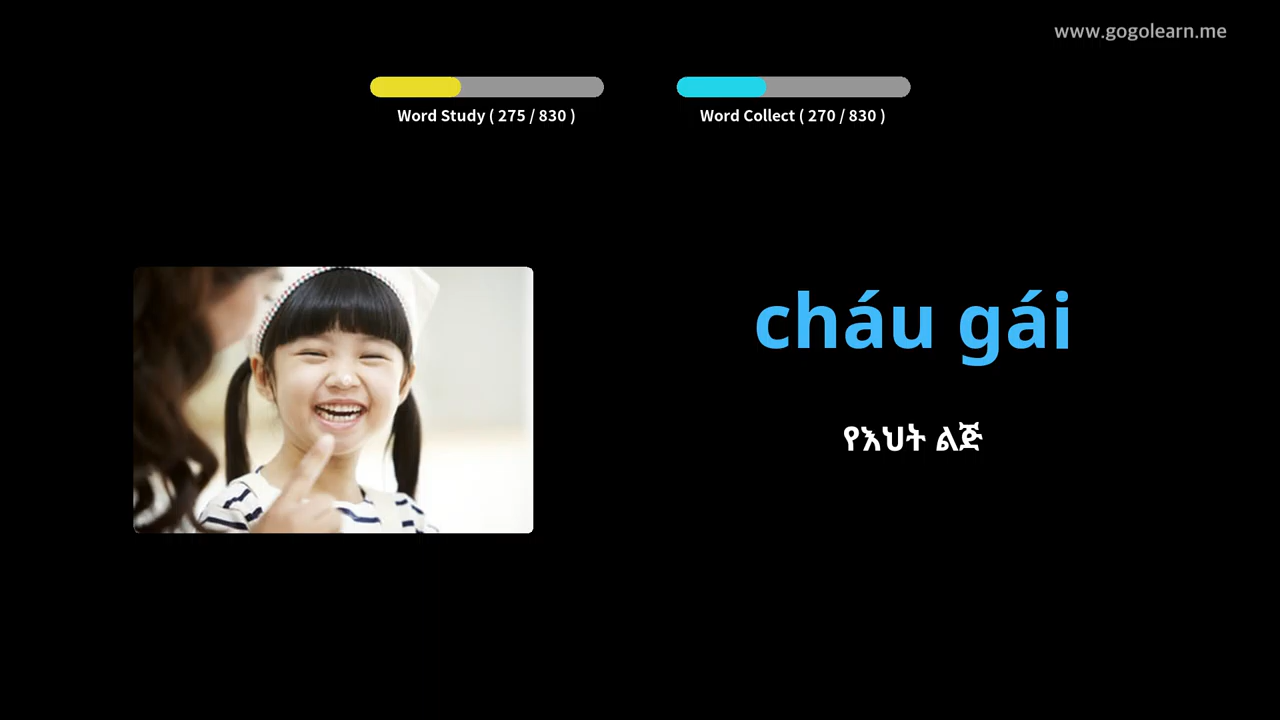 www.gogolearn.me
Word Study ( 275 / 830 )
Word Collect ( 270 / 830 )
cháu gái
የእህት ልጅ